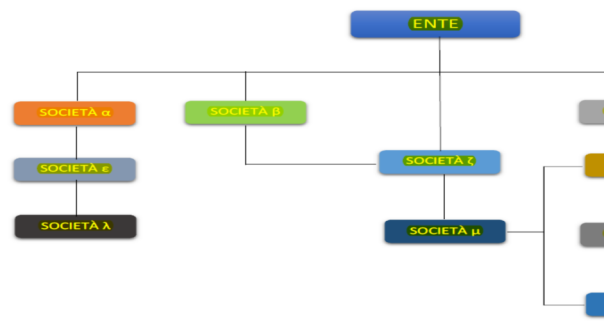 ENTE
SOCIETÀ α
SOCIETÀ β
SOCIETÀ ζ
SOCIETÀ ε
SOCIETÀ λ
SOCIETÀ μ